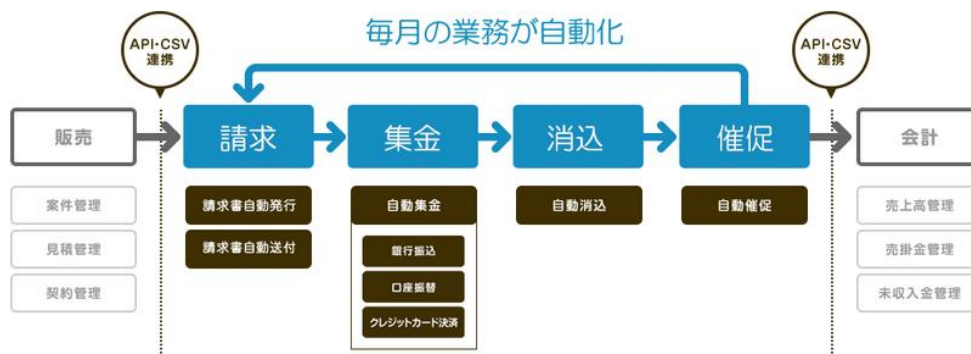 毎月の業務が自動化
API・CSV
連携
API・CSV
連携
販売
請求
集金
消込
催促
会計
案件管理
見積管理
契約管理
請求書自動発行
請求書自動送付
自動集金
銀行振込
口座振替
クレジットカード決済
自動消込
自動催促
売上高管理
売掛金管理
未収入金管理